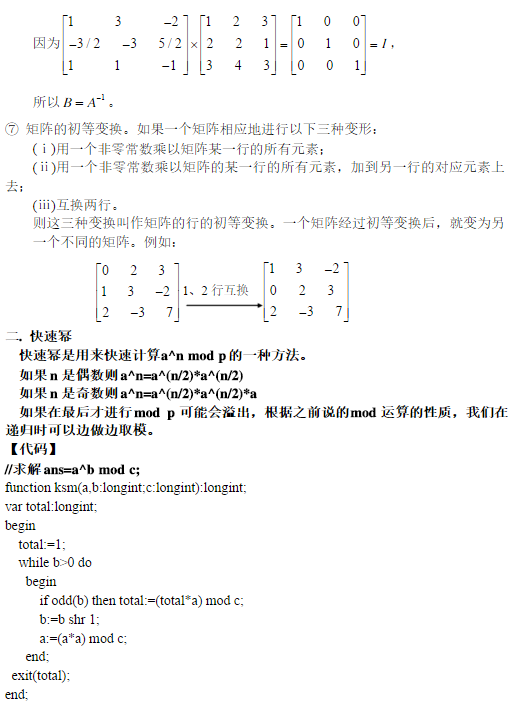 1 3 −2 1 2 3 1 0 0
因为 −3 / 2 −3 5 / 2 × 2 2 1 = 0 1 0 = I，
1 1 −1 3 4 3 0 0 1
所以 B = A⁻¹。
⑦ 矩阵的初等变换。如果一个矩阵相应地进行以下三种变形：
(ⅰ)用一个非零常数乘以矩阵某一行的所有元素；
(ⅱ)用一个非零常数乘以矩阵的某一行的所有元素，加到另一行的对应元素上
去；
(ⅲ)互换两行。
则这三种变换叫作矩阵的行的初等变换。一个矩阵经过初等变换后，就变为另
一个不同的矩阵。例如：
0 2 3 1 3 −2
1 3 −2 1、2 行互换 0 2 3
2 −3 7 2 −3 7
二. 快速幂
快速幂是用来快速计算a^n mod p的一种方法。
如果 n 是偶数则 a^n=a^(n/2)*a^(n/2)
如果 n 是奇数则 a^n=a^(n/2)*a^(n/2)*a
如果在最后才进行mod p 可能会溢出，根据之前说的mod 运算的性质，我们在
递归时可以边做边取模。
【代码】
//求解 ans=a^b mod c;
function ksm(a,b:longint;c:longint):longint;
var total:longint;
begin
total:=1;
while b>0 do
begin
if odd(b) then total:=(total*a) mod c;
b:=b shr 1;
a:=(a*a) mod c;
end;
exit(total);
end;